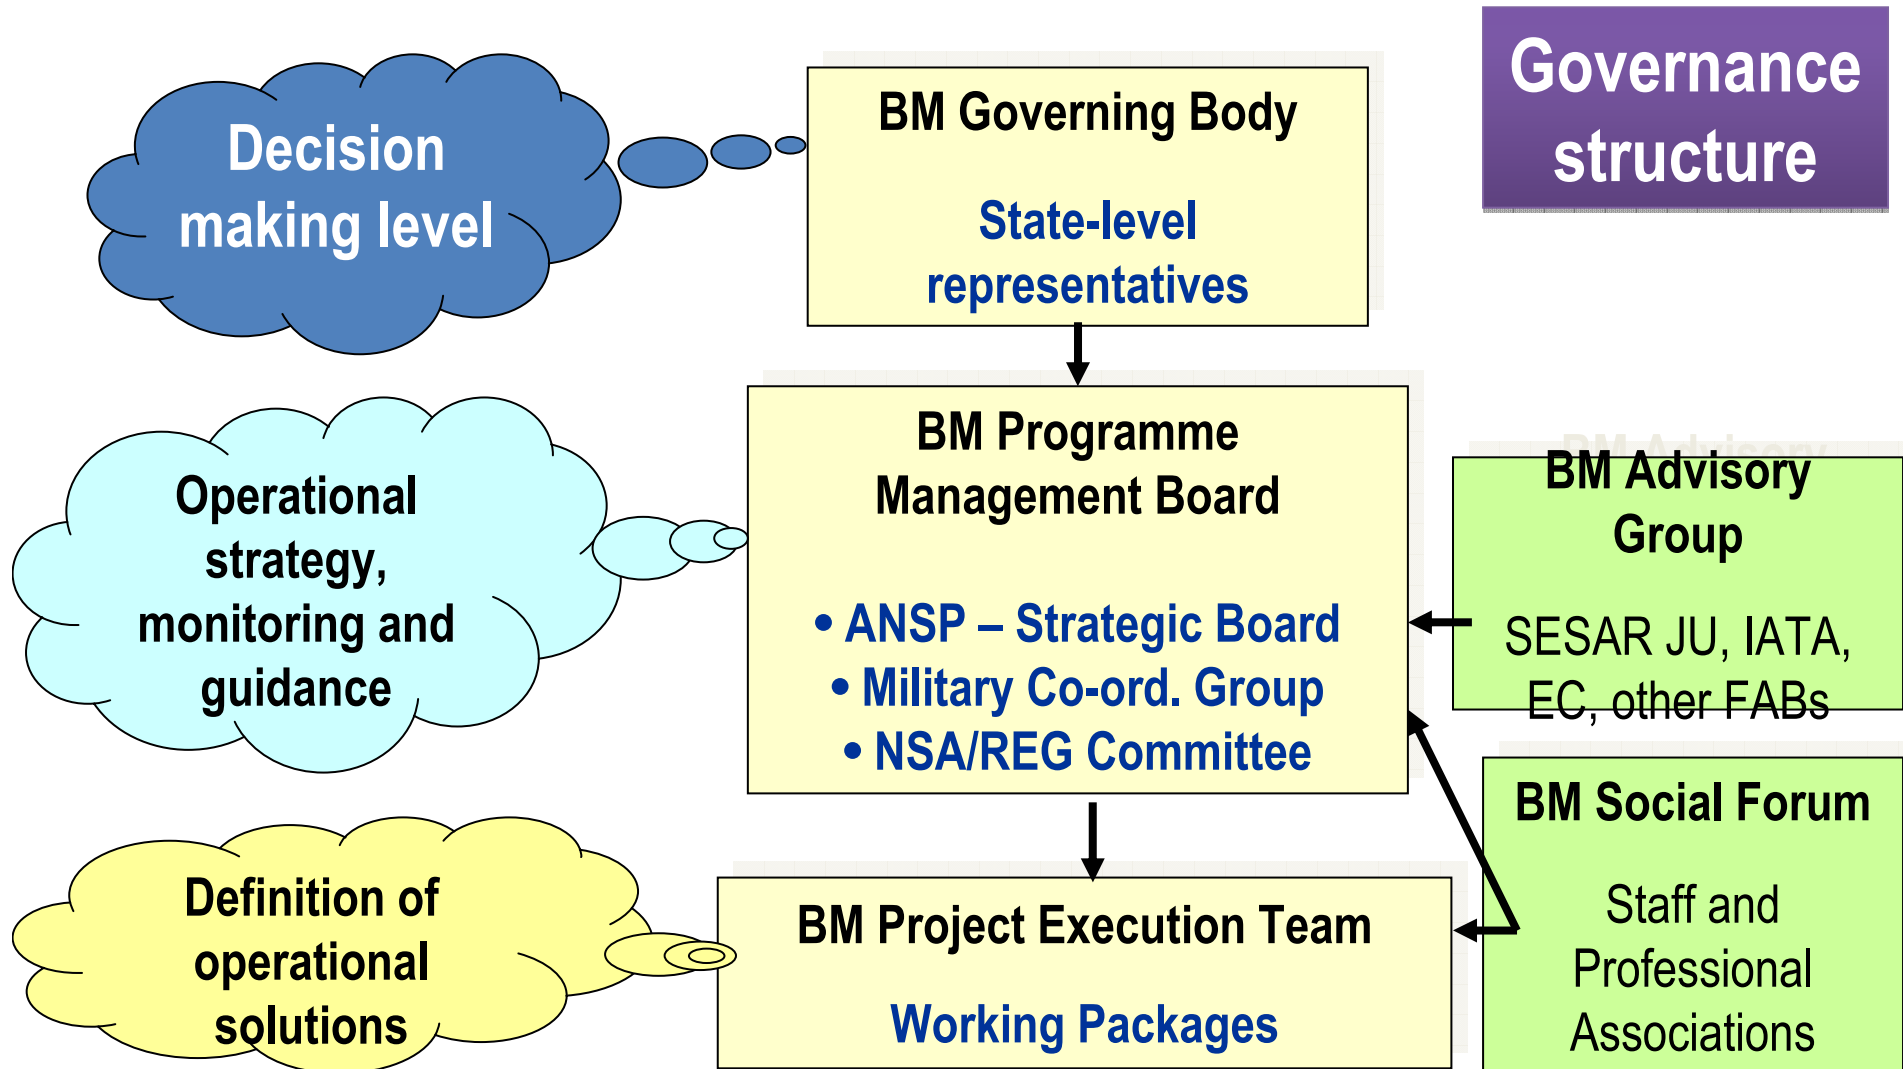 Governance
structure
Decision
making level
BM Governing Body
State-level
representatives
Operational
strategy,
monitoring and
guidance
BM Programme
Management Board
• ANSP – Strategic Board
• Military Co-ord. Group
• NSA/REG Committee
BM Advisory
Group
SESAR JU, IATA,
EC, other FABs
BM Social Forum
Staff and
Professional
Associations
Definition of
operational
solutions
BM Project Execution Team
Working Packages